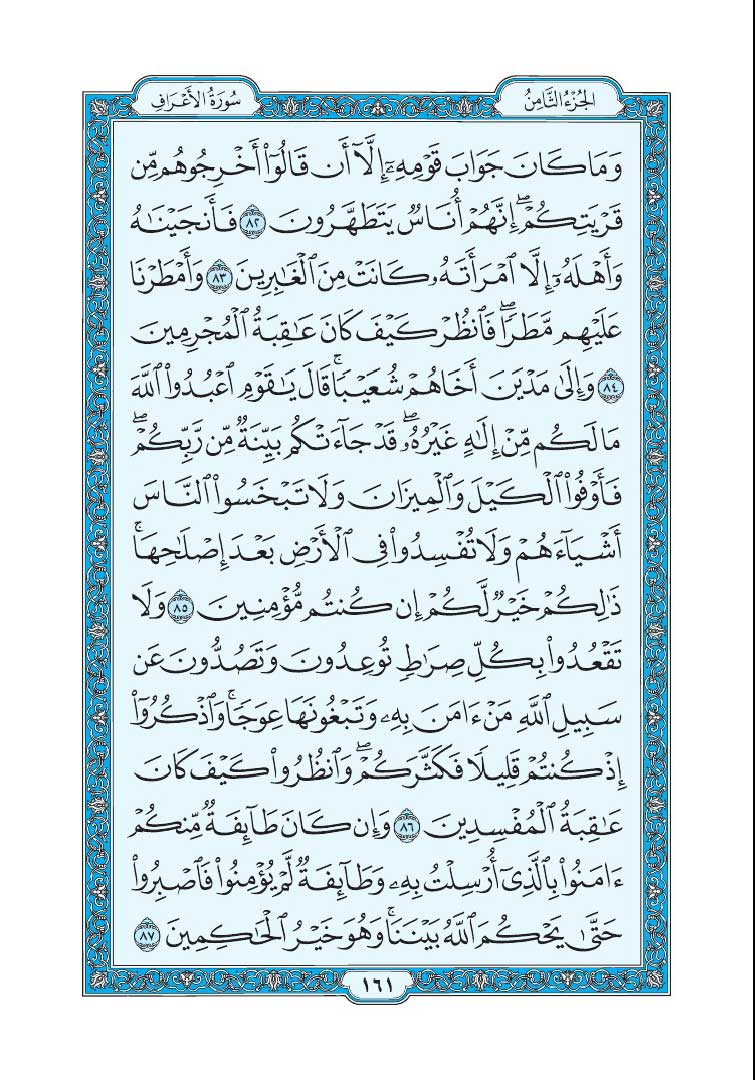 الجُزْءُ الثَّامِنُ
سُورَةُ الأَعْرَافِ
وَمَا كَانَ جَوَابَ قَوْمِهِۦٓ إِلَّآ أَن قَالُوٓا۟ أَخْرِجُوهُم مِّن
قَرْيَتِكُمْۖ إِنَّهُمْ أُنَاسٌ يَتَطَهَّرُونَ ٨٢ فَأَنجَيْنَـٰهُ
وَأَهْلَهُۥٓ إِلَّا ٱمْرَأَتَهُۥ كَانَتْ مِنَ ٱلْغَـٰبِرِينَ ٨٣ وَأَمْطَرْنَا
عَلَيْهِم مَّطَرًاۖ فَٱنظُرْ كَيْفَ كَانَ عَـٰقِبَةُ ٱلْمُجْرِمِينَ
٨٤ وَإِلَىٰ مَدْيَنَ أَخَاهُمْ شُعَيْبًاۚ قَالَ يَـٰقَوْمِ ٱعْبُدُوا۟ ٱللَّهَ
مَا لَكُم مِّنْ إِلَـٰهٍ غَيْرُهُۥۖ قَدْ جَآءَتْكُم بَيِّنَةٌ مِّن رَّبِّكُمْۖ
فَأَوْفُوا۟ ٱلْكَيْلَ وَٱلْمِيزَانَ وَلَا تَبْخَسُوا۟ ٱلنَّاسَ
أَشْيَآءَهُمْ وَلَا تُفْسِدُوا۟ فِى ٱلْأَرْضِ بَعْدَ إِصْلَـٰحِهَاۚ
ذَٰلِكُمْ خَيْرٌ لَّكُمْ إِن كُنتُم مُّؤْمِنِينَ ٨٥ وَلَا
تَقْعُدُوا۟ بِكُلِّ صِرَٰطٍ تُوعِدُونَ وَتَصُدُّونَ عَن
سَبِيلِ ٱللَّهِ مَنْ ءَامَنَ بِهِۦ وَتَبْغُونَهَا عِوَجًاۚ وَٱذْكُرُوٓا۟
إِذْ كُنتُمْ قَلِيلًا فَكَثَّرَكُمْۖ وَٱنظُرُوا۟ كَيْفَ كَانَ
عَـٰقِبَةُ ٱلْمُفْسِدِينَ ٨٦ وَإِن كَانَ طَآئِفَةٌ مِّنكُمْ
ءَامَنُوا۟ بِٱلَّذِىٓ أُرْسِلْتُ بِهِۦ وَطَآئِفَةٌ لَّمْ يُؤْمِنُوا۟ فَٱصْبِرُوا۟
حَتَّىٰ يَحْكُمَ ٱللَّهُ بَيْنَنَاۚ وَهُوَ خَيْرُ ٱلْحَـٰكِمِينَ ٨٧
١٦١